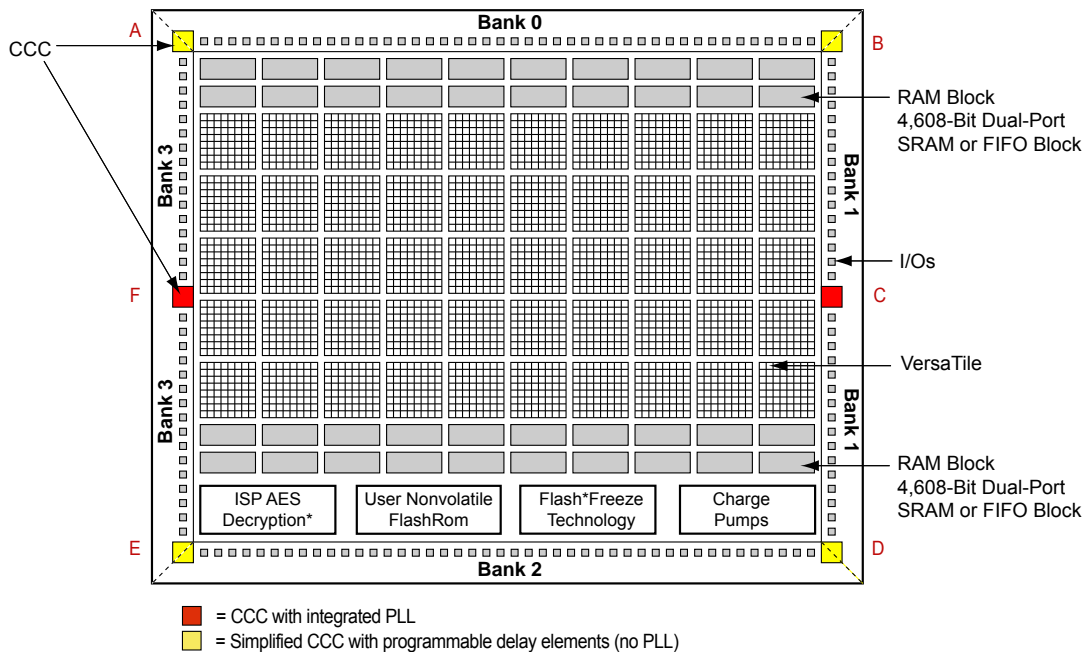 Bank 0
A
B
CCC
RAM Block
4,608-Bit Dual-Port
SRAM or FIFO Block
Bank 3
Bank 1
I/Os
F
C
VersaTile
Bank 3
Bank 1
RAM Block
4,608-Bit Dual-Port
SRAM or FIFO Block
ISP AES
Decryption*
User Nonvolatile
FlashRom
Flash*Freeze
Technology
Charge
Pumps
E
D
Bank 2
= CCC with integrated PLL
= Simplified CCC with programmable delay elements (no PLL)